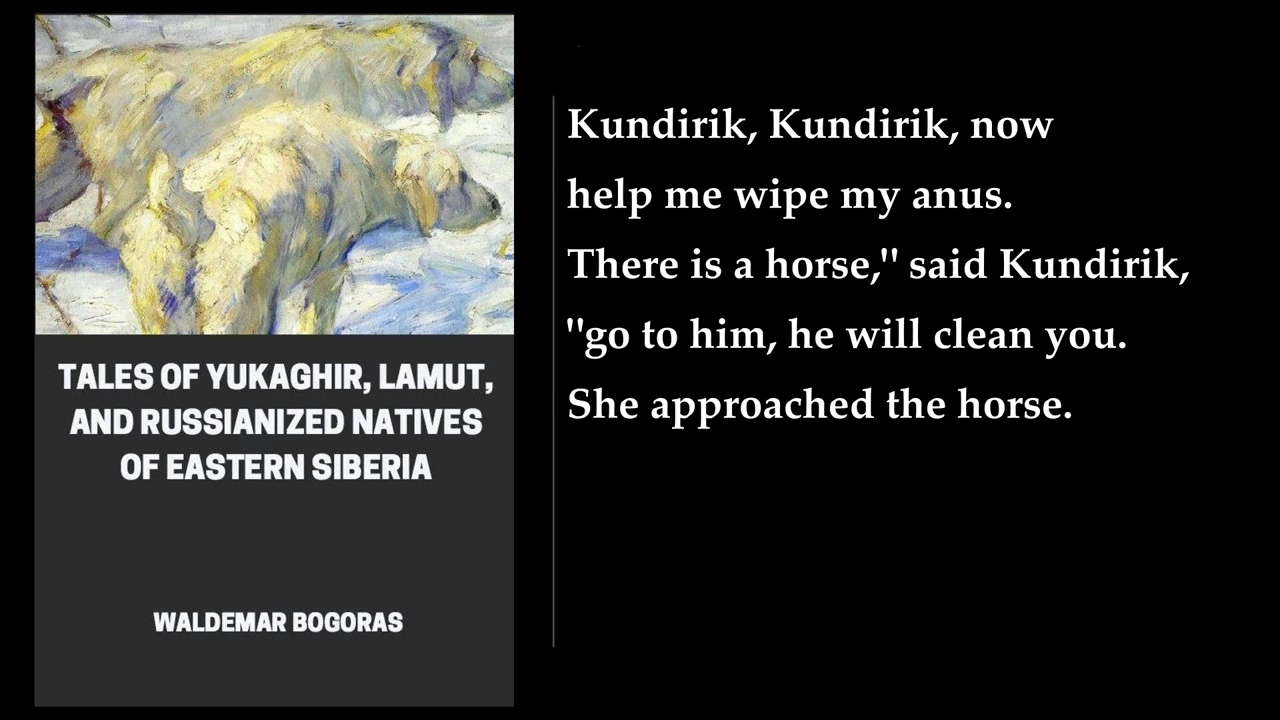 TALES OF YUKAGHIR, LAMUT,
AND RUSSIANIZED NATIVES
OF EASTERN SIBERIA
WALDEMAR BOGORAS
Kundirik, Kundirik, now
help me wipe my anus.
There is a horse," said Kundirik,
"go to him, he will clean you.
She approached the horse.